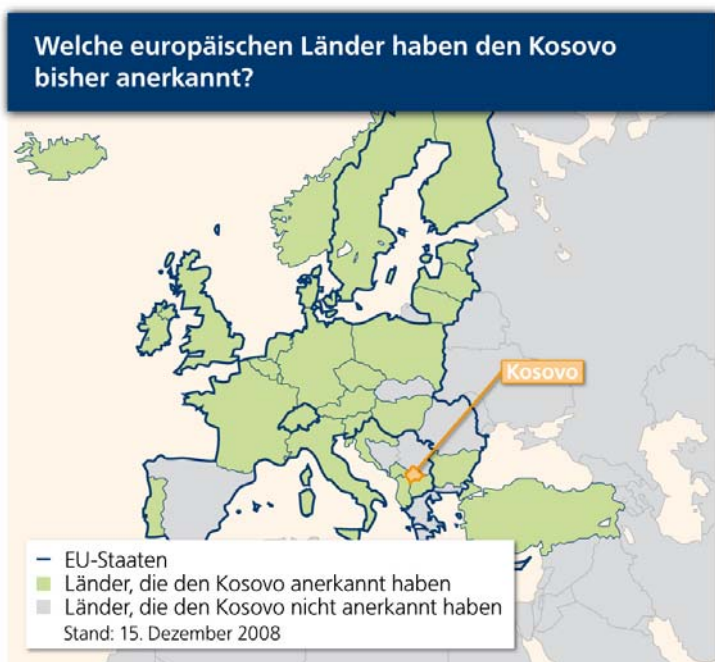 Welche europäischen Länder haben den Kosovo
bisher anerkannt?
Kosovo
EU-Staaten
Länder, die den Kosovo anerkannt haben
Länder, die den Kosovo nicht anerkannt haben
Stand: 15. Dezember 2008